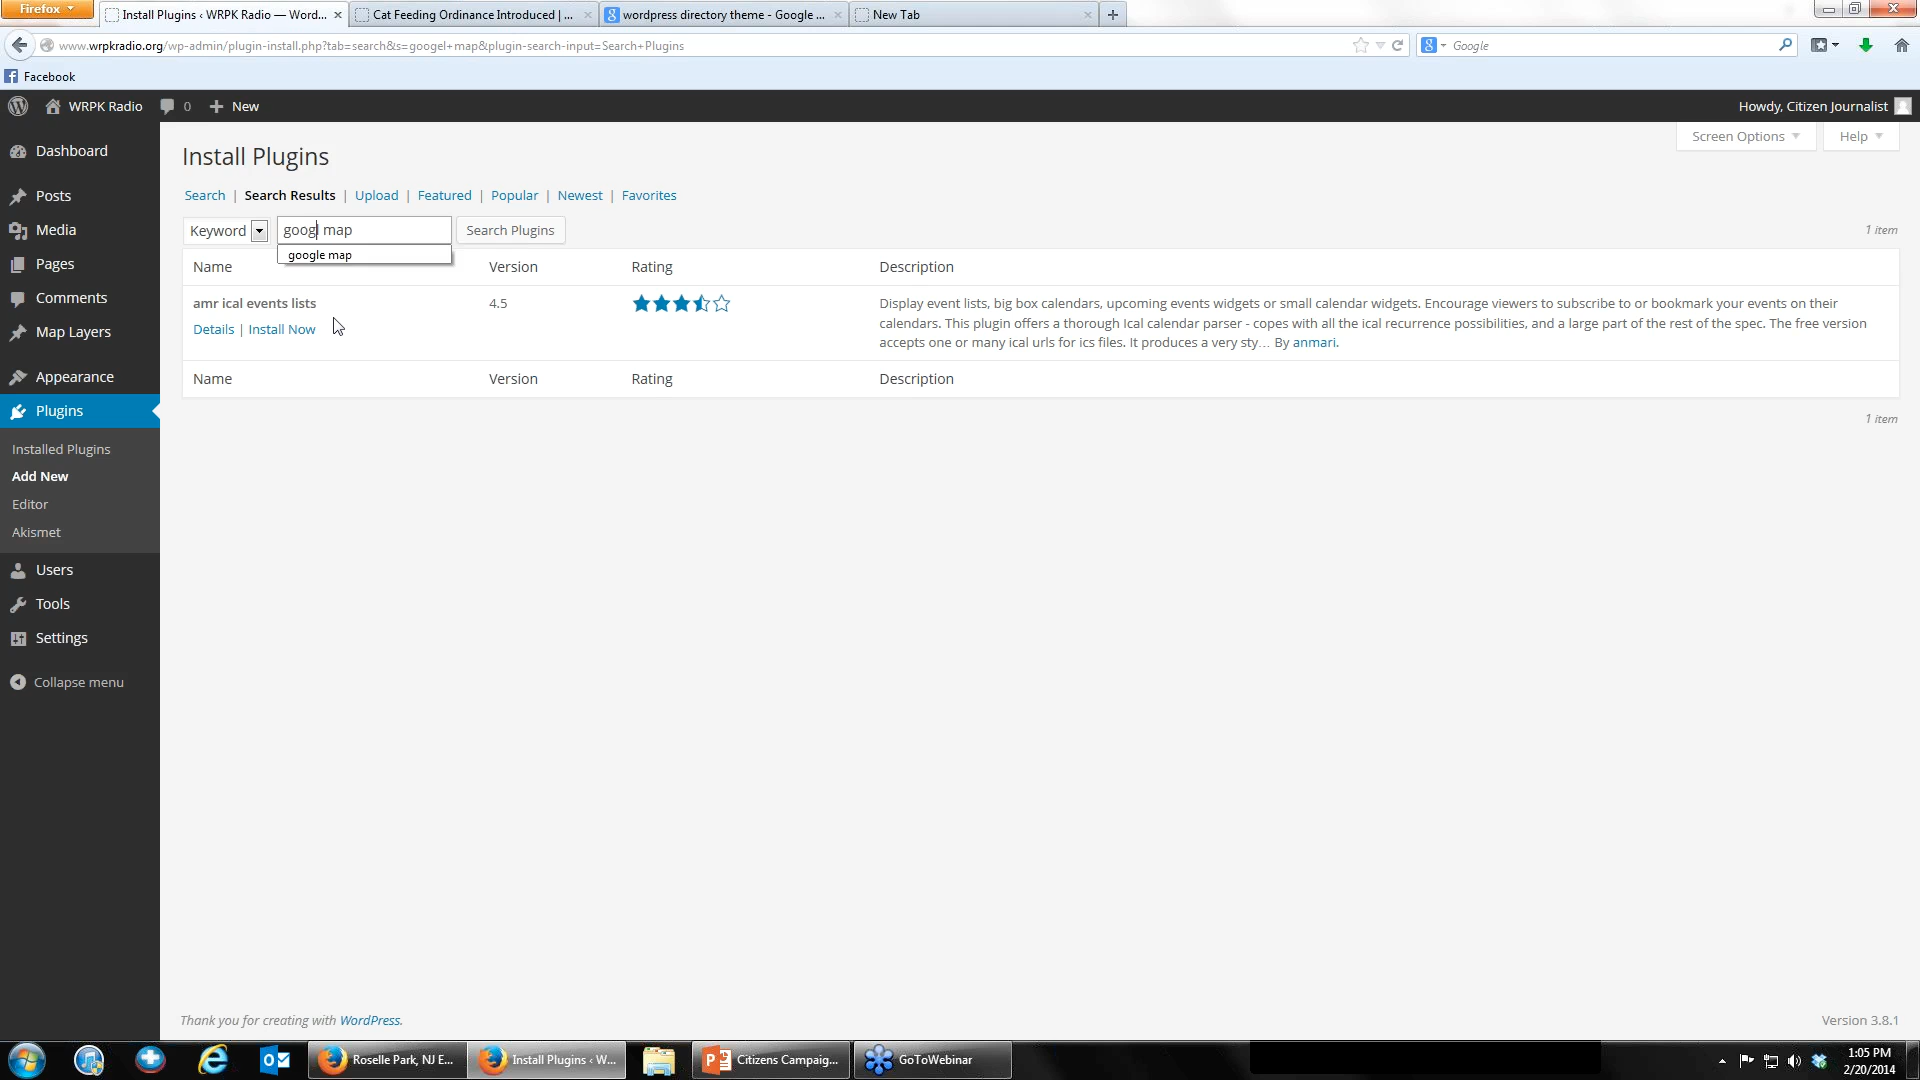 Firefox
Install Plugins ‹ WRPK Radio — Word...
Cat Feeding Ordinance Introduced | ...
wordpress directory theme - Google ...
New Tab
www.wrpkradio.org/wp-admin/plugin-install.php?tab=search&s=googel+map&plugin-search-input=Search+Plugins
Google
Facebook
WRPK Radio
0
New
Howdy, Citizen Journalist
Dashboard
Posts
Media
Pages
Comments
Map Layers
Appearance
Plugins
Installed Plugins
Add New
Editor
Akismet
Users
Tools
Settings
Collapse menu
Screen Options
Help
Install Plugins
Search | Search Results | Upload | Featured | Popular | Newest | Favorites
Keyword
googl map
Search Plugins
1 item
google map
Name Version Rating Description
amr ical events lists
4.5
Details | Install Now
Display event lists, big box calendars, upcoming events widgets or small calendar widgets. Encourage viewers to subscribe to or bookmark your events on their
calendars. This plugin offers a thorough Ical calendar parser - copes with all the ical recurrence possibilities, and a large part of the rest of the spec. The free version
accepts one or many ical urls for ics files. It produces a very sty… By anmari.
Name Version Rating Description
1 item
Thank you for creating with WordPress.
Version 3.8.1
Roselle Park, NJ E...
Install Plugins ‹ W...
Citizens Campaig...
GoToWebinar
1:05 PM
2/20/2014